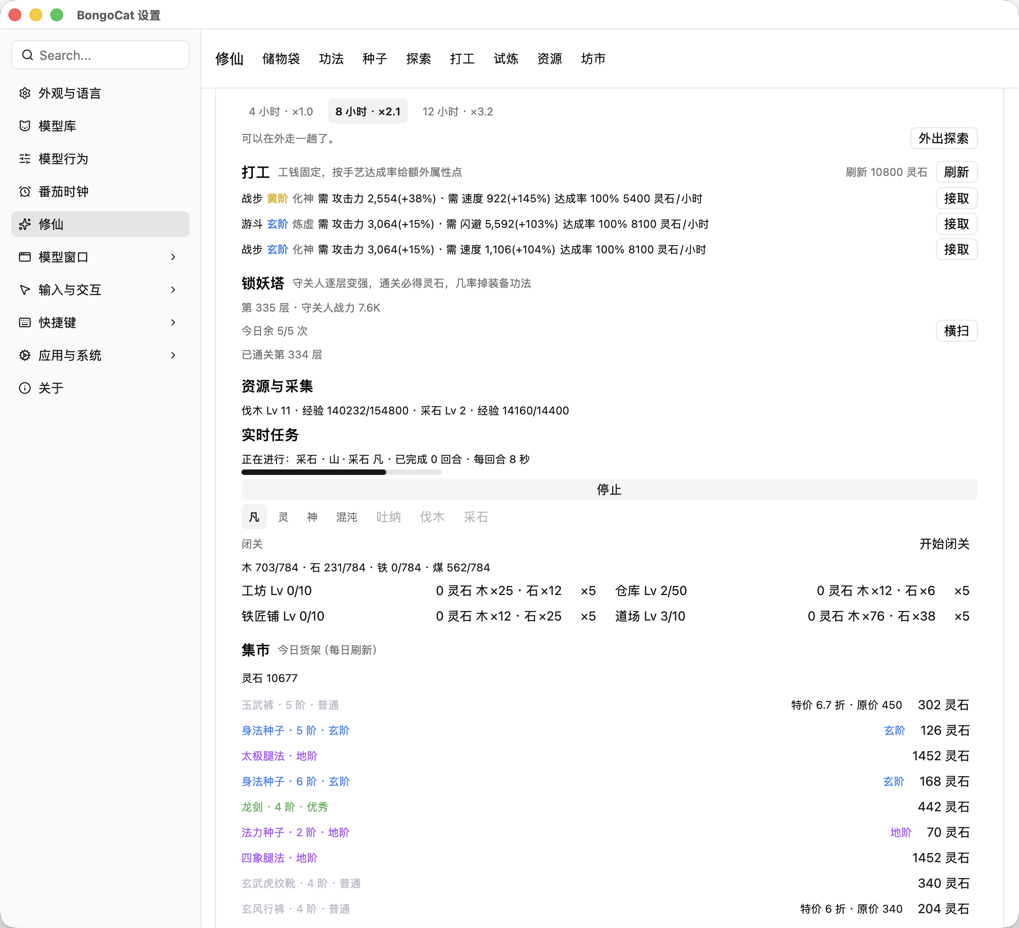 BongoCat 设置
Search...
外观与语言
模型库
模型行为
番茄时钟
修仙
模型窗口
输入与交互
快捷键
应用与系统
关于
修仙 储物袋 功法 种子 探索 打工 试炼 资源 坊市
4 小时 · ×1.0 8 小时 · ×2.1 12 小时 · ×3.2
可以在外走一趟了。 外出探索
打工 工钱固定，按手艺达成率给额外属性点 刷新 10800 灵石 刷新
战步 黄阶 化神 需 攻击力 2,554(+38%) · 需 速度 922(+145%) 达成率 100% 5400 灵石/小时 接取
游斗 玄阶 炼虚 需 攻击力 3,064(+15%) · 需 闪避 5,592(+103%) 达成率 100% 8100 灵石/小时 接取
战步 玄阶 化神 需 攻击力 3,064(+15%) · 需 速度 1,106(+104%) 达成率 100% 8100 灵石/小时 接取
锁妖塔 守关人逐层变强，通关必得灵石，几率掉装备功法
第 335 层 · 守关人战力 7.6K
今日余 5/5 次 横扫
已通关第 334 层
资源与采集
伐木 Lv 11 · 经验 140232/154800 · 采石 Lv 2 · 经验 14160/14400
实时任务
正在进行： 采石 · 山 · 采石 凡 · 已完成 0 回合 · 每回合 8 秒
停止
凡 灵 神 混沌 吐纳 伐木 采石
闭关 开始闭关
木 703/784 · 石 231/784 · 铁 0/784 · 煤 562/784
工坊 Lv 0/10 0 灵石 木×25 · 石×12 ×5 仓库 Lv 2/50 0 灵石 木×12 · 石×6 ×5
铁匠铺 Lv 0/10 0 灵石 木×12 · 石×25 ×5 道场 Lv 3/10 0 灵石 木×76 · 石×38 ×5
集市 今日货架 (每日刷新)
灵石 10677
玉武裤 · 5 阶 · 普通 特价 6.7 折 · 原价 450 302 灵石
身法种子 · 5 阶 · 玄阶 玄阶 126 灵石
太极腿法 · 地阶 1452 灵石
身法种子 · 6 阶 · 玄阶 玄阶 168 灵石
龙剑 · 4 阶 · 优秀 442 灵石
法力种子 · 2 阶 · 地阶 地阶 70 灵石
四象腿法 · 地阶 1452 灵石
玄武虎纹靴 · 4 阶 · 普通 340 灵石
玄风行裤 · 4 阶 · 普通 特价 6 折 · 原价 340 204 灵石